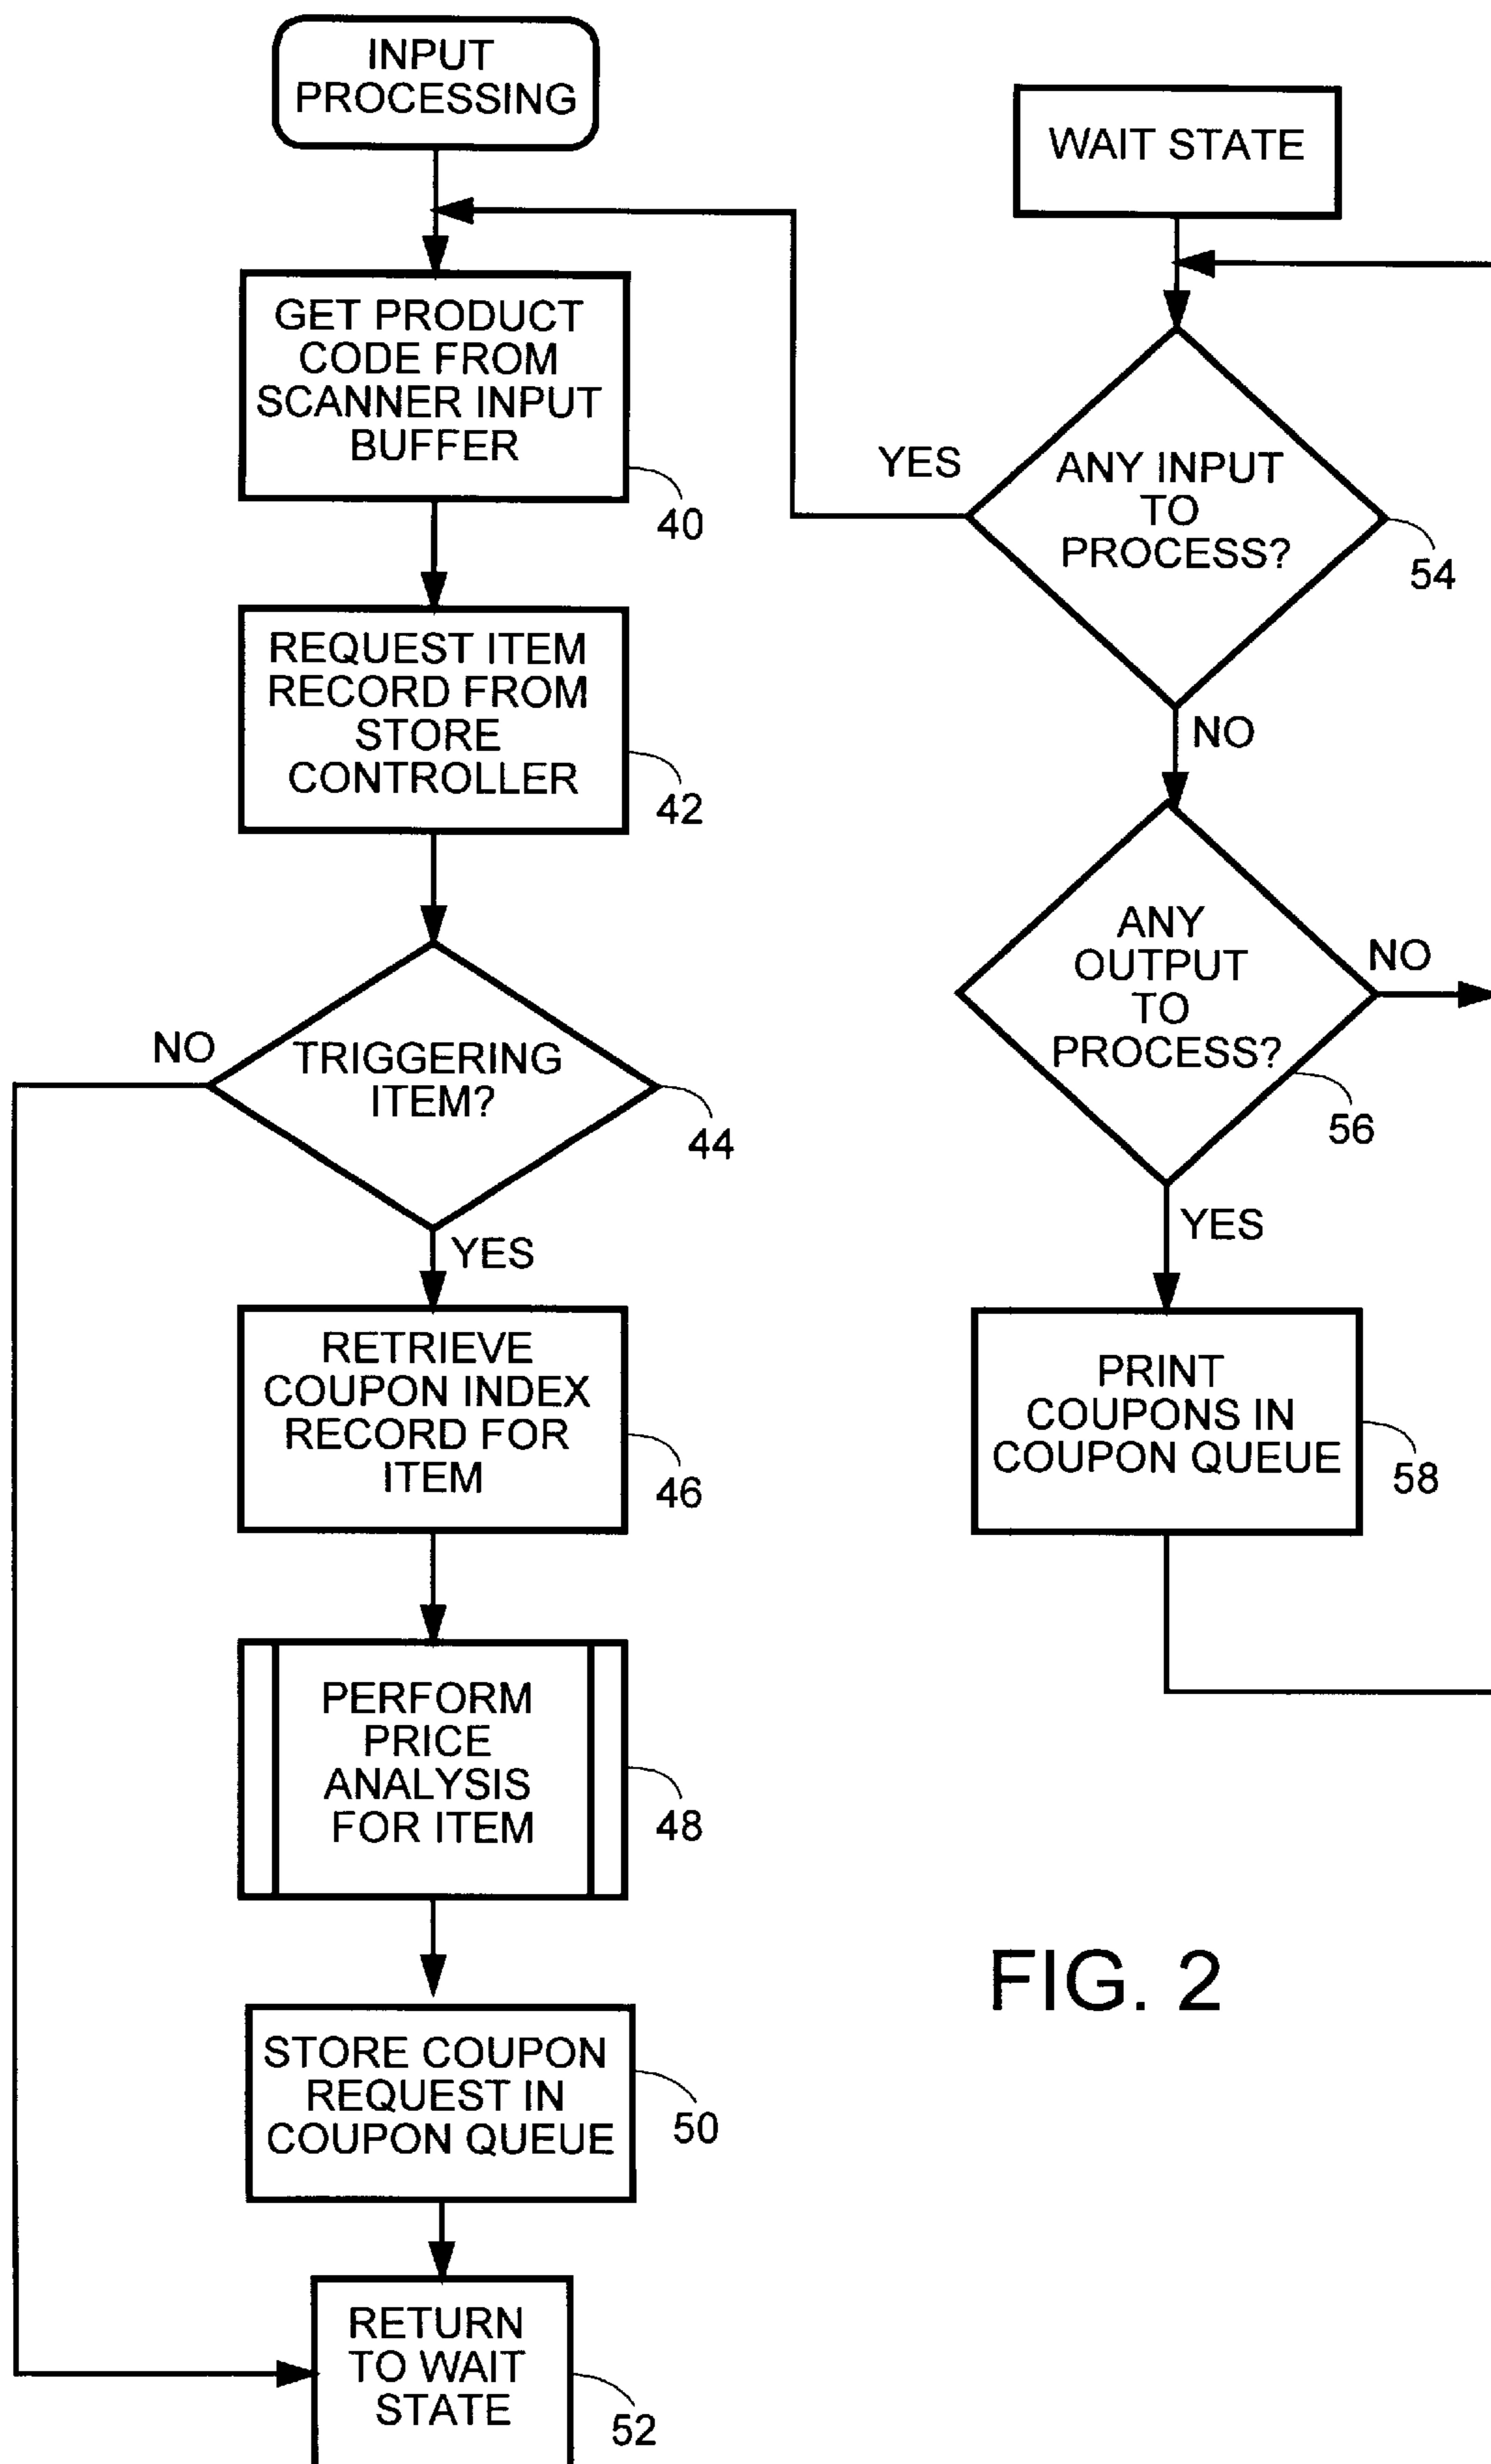 INPUT
PROCESSING
GET PRODUCT
CODE FROM
SCANNER INPUT
BUFFER
40
REQUEST ITEM
RECORD FROM
STORE
CONTROLLER
42
TRIGGERING
ITEM?
44
NO
YES
RETRIEVE
COUPON INDEX
RECORD FOR
ITEM
46
PERFORM
PRICE
ANALYSIS
FOR ITEM
48
STORE COUPON
REQUEST IN
COUPON QUEUE
50
RETURN
TO WAIT
STATE
52
WAIT STATE
ANY INPUT
TO
PROCESS?
54
YES
NO
ANY
OUTPUT
TO
PROCESS?
56
NO
YES
PRINT
COUPONS IN
COUPON QUEUE
58
FIG. 2